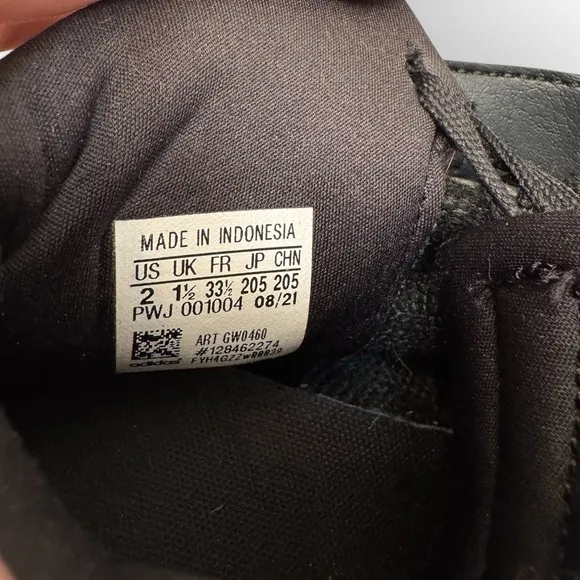 MADE IN INDONESIA
US UK FR JP CHN
2 1½ 33½ 205 205
PWJ 001004 08/21
ART GW0460
#128462274
adidas